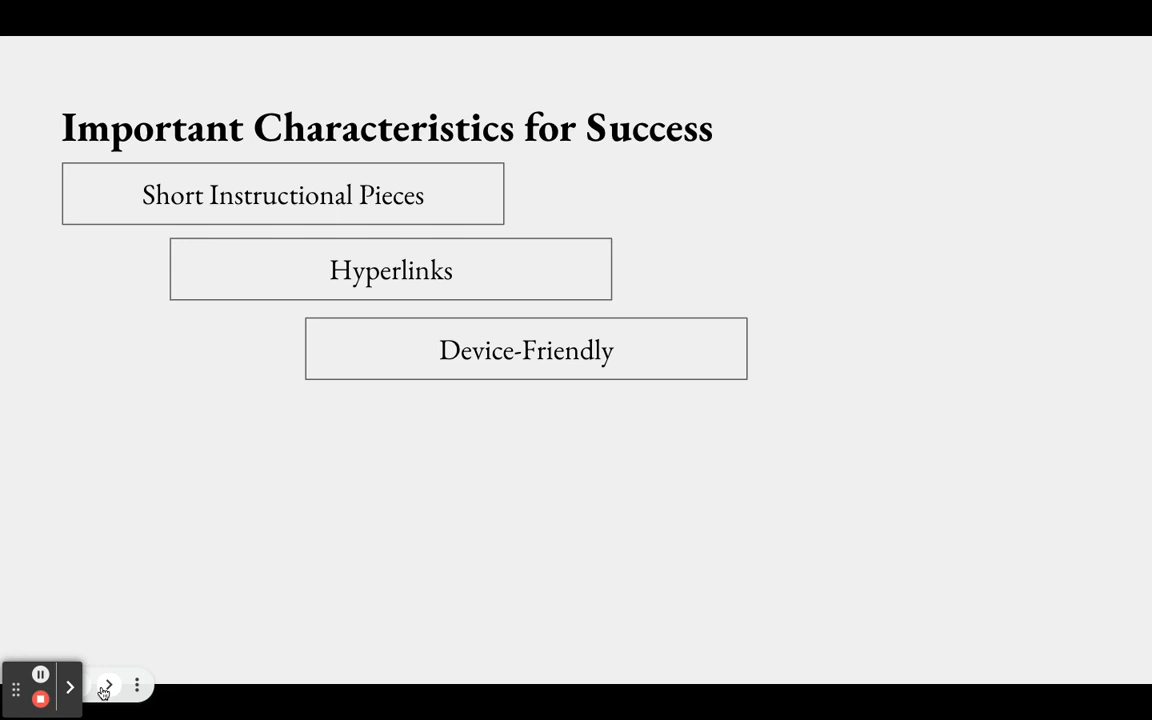 Important Characteristics for Success
Short Instructional Pieces
Hyperlinks
Device-Friendly